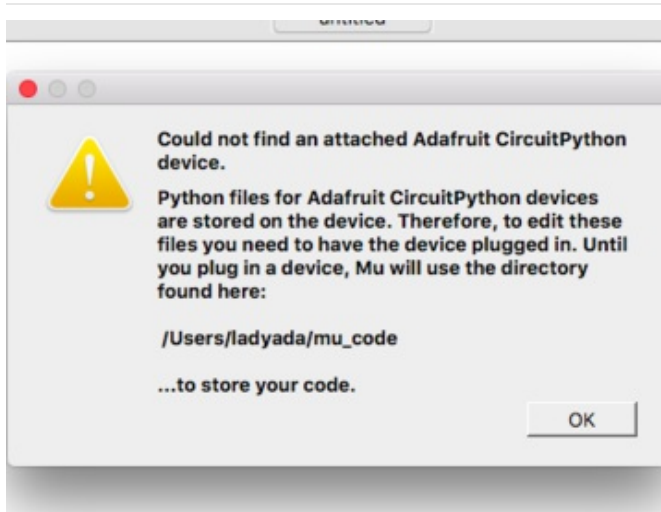 untitled
Could not find an attached Adafruit CircuitPython
device.
Python files for Adafruit CircuitPython devices
are stored on the device. Therefore, to edit these
files you need to have the device plugged in. Until
you plug in a device, Mu will use the directory
found here:
/Users/ladyada/mu_code
...to store your code.
OK